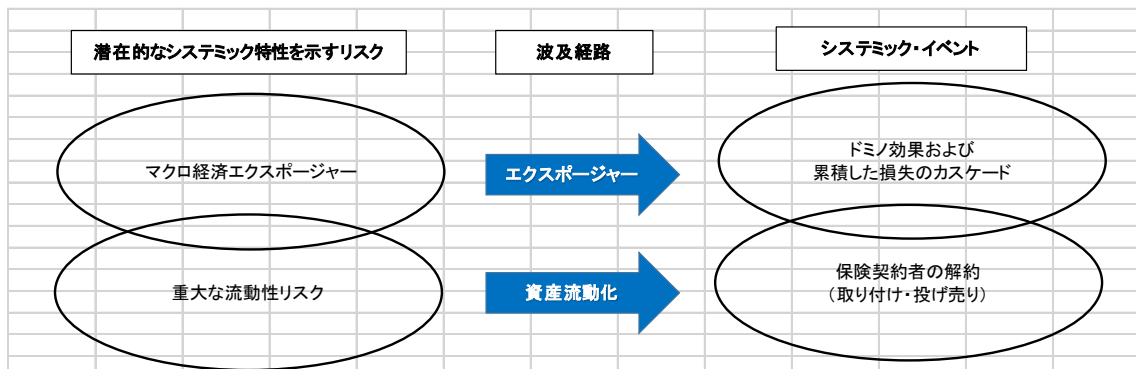 潜在的なシステミック特性を示すリスク
波及経路
システミック・イベント
マクロ経済エクスポージャー
エクスポージャー
ドミノ効果および
累積した損失のカスケード
重大な流動性リスク
資産流動化
保険契約者の解約
（取り付け・投げ売り）